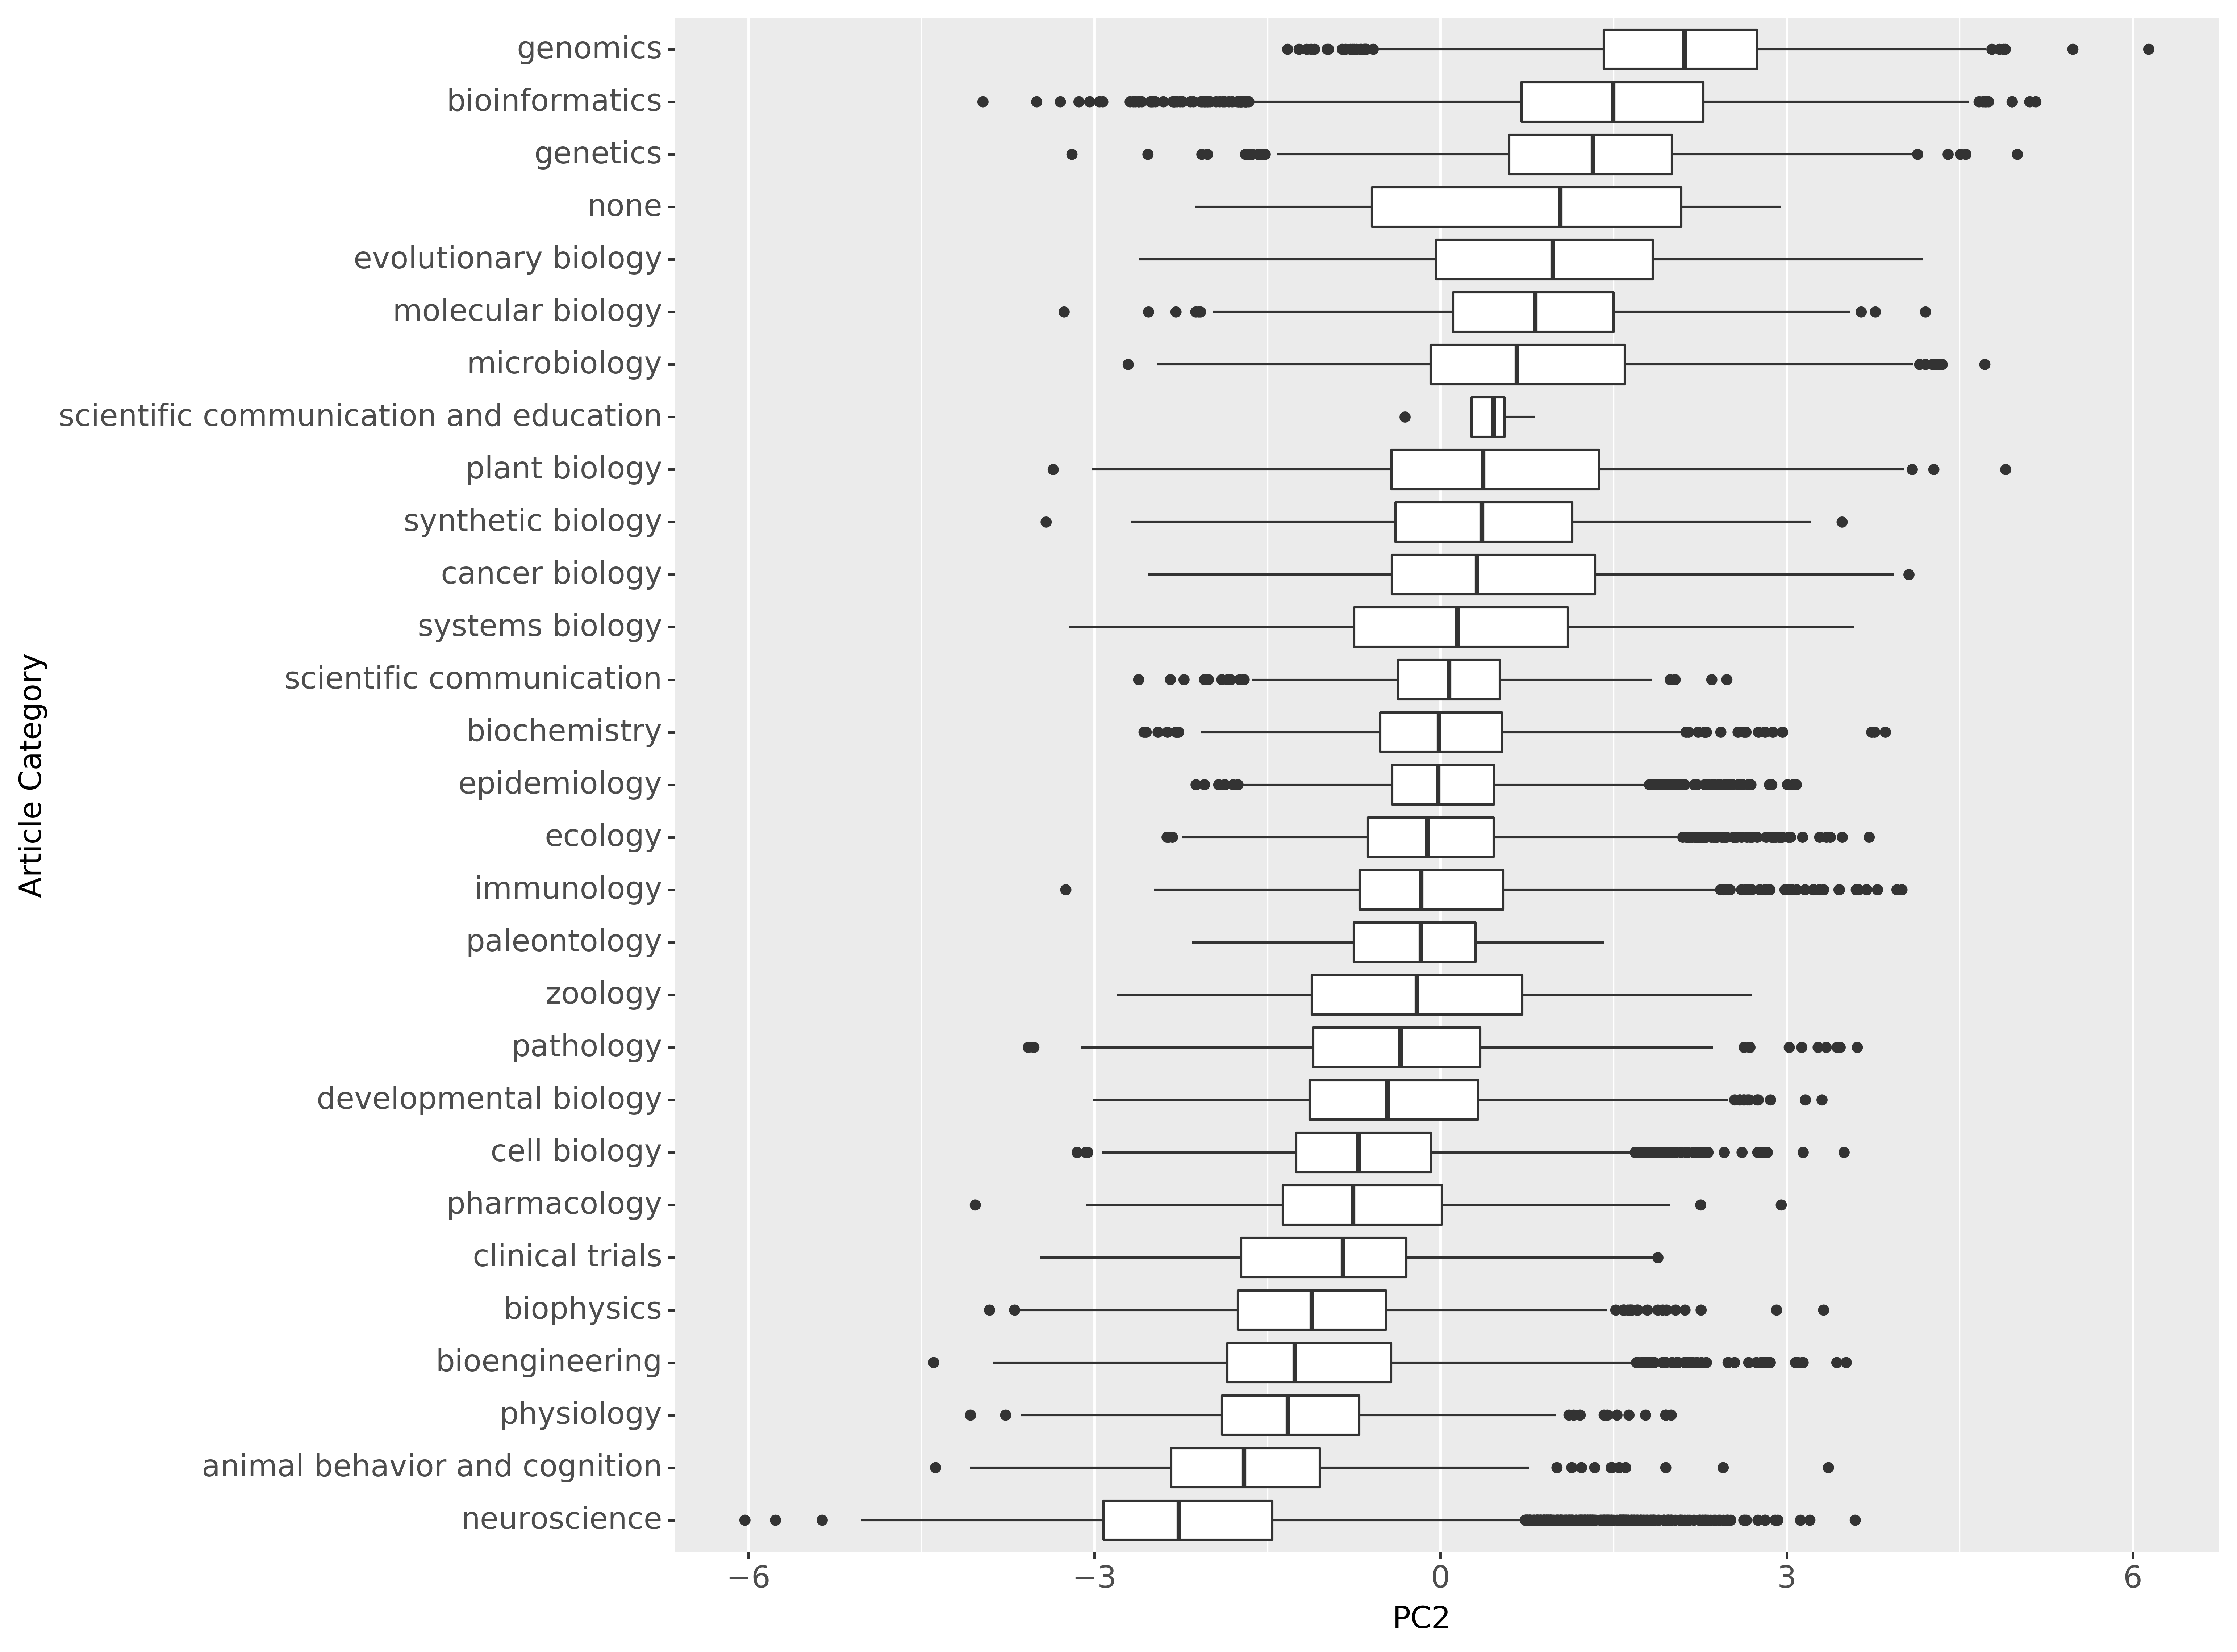 genomics
bioinformatics
genetics
none
evolutionary biology
molecular biology
microbiology
scientific communication and education
plant biology
synthetic biology
cancer biology
systems biology
scientific communication
biochemistry
epidemiology
ecology
immunology
paleontology
zoology
pathology
developmental biology
cell biology
pharmacology
clinical trials
biophysics
bioengineering
physiology
animal behavior and cognition
neuroscience
Article Category
−6 −3 0 3 6
PC2